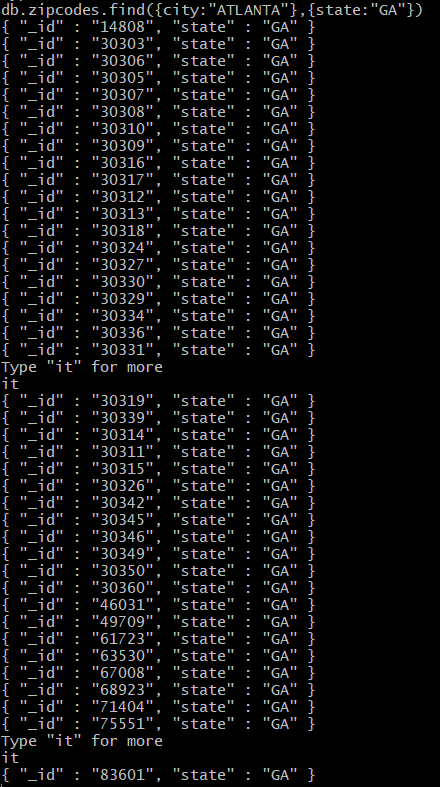 db.zipcodes.find({city:"ATLANTA"},{state:"GA"})
{ "_id" : "14808", "state" : "GA" }
{ "_id" : "30303", "state" : "GA" }
{ "_id" : "30306", "state" : "GA" }
{ "_id" : "30305", "state" : "GA" }
{ "_id" : "30307", "state" : "GA" }
{ "_id" : "30308", "state" : "GA" }
{ "_id" : "30310", "state" : "GA" }
{ "_id" : "30309", "state" : "GA" }
{ "_id" : "30316", "state" : "GA" }
{ "_id" : "30317", "state" : "GA" }
{ "_id" : "30312", "state" : "GA" }
{ "_id" : "30313", "state" : "GA" }
{ "_id" : "30318", "state" : "GA" }
{ "_id" : "30324", "state" : "GA" }
{ "_id" : "30327", "state" : "GA" }
{ "_id" : "30330", "state" : "GA" }
{ "_id" : "30329", "state" : "GA" }
{ "_id" : "30334", "state" : "GA" }
{ "_id" : "30336", "state" : "GA" }
{ "_id" : "30331", "state" : "GA" }
Type "it" for more
it
{ "_id" : "30319", "state" : "GA" }
{ "_id" : "30339", "state" : "GA" }
{ "_id" : "30314", "state" : "GA" }
{ "_id" : "30311", "state" : "GA" }
{ "_id" : "30315", "state" : "GA" }
{ "_id" : "30326", "state" : "GA" }
{ "_id" : "30342", "state" : "GA" }
{ "_id" : "30345", "state" : "GA" }
{ "_id" : "30346", "state" : "GA" }
{ "_id" : "30349", "state" : "GA" }
{ "_id" : "30350", "state" : "GA" }
{ "_id" : "30360", "state" : "GA" }
{ "_id" : "46031", "state" : "GA" }
{ "_id" : "49709", "state" : "GA" }
{ "_id" : "61723", "state" : "GA" }
{ "_id" : "63530", "state" : "GA" }
{ "_id" : "67008", "state" : "GA" }
{ "_id" : "68923", "state" : "GA" }
{ "_id" : "71404", "state" : "GA" }
{ "_id" : "75551", "state" : "GA" }
Type "it" for more
it
{ "_id" : "83601", "state" : "GA" }